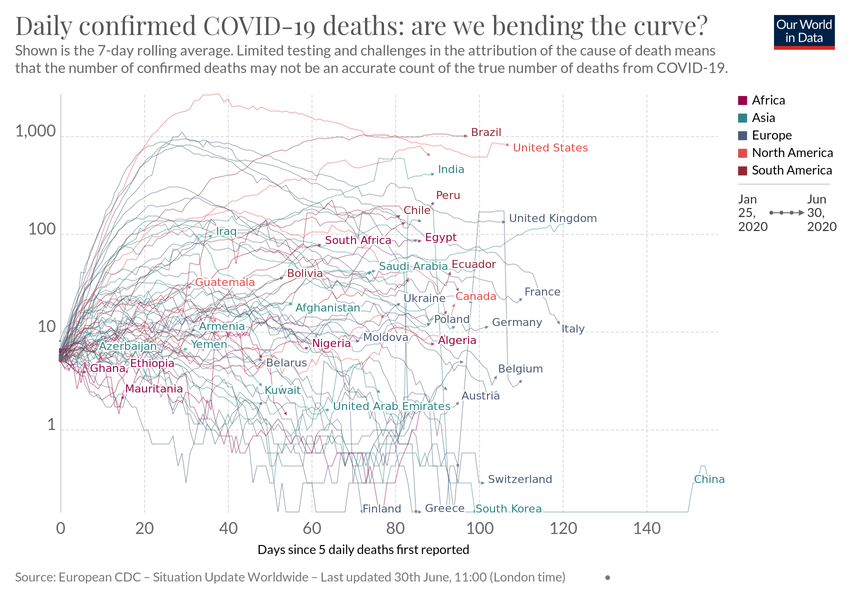 Daily confirmed COVID-19 deaths: are we bending the curve?
Our World
in Data
Shown is the 7-day rolling average. Limited testing and challenges in the attribution of the cause of death means
that the number of confirmed deaths may not be an accurate count of the true number of deaths from COVID-19.
Africa
Asia
Europe
North America
South America
Jan
25,
2020
Jun
30,
2020
1,000
100
10
1
Brazil
United States
India
Peru
Chile
United Kingdom
Iraq
South Africa
Egypt
Saudi Arabia
Ecuador
Bolivia
Guatemala
France
Ukraine
Canada
Afghanistan
Poland
Germany
Italy
Armenia
Moldova
Algeria
Azerbaijan
Yemen
Nigeria
Ghana
Ethiopia
Belarus
Belgium
Mauritania
Kuwait
Austria
United Arab Emirates
Switzerland
China
Finland
Greece
South Korea
0
20
40
60
80
100
120
140
Days since 5 daily deaths first reported
Source: European CDC – Situation Update Worldwide – Last updated 30th June, 11:00 (London time)